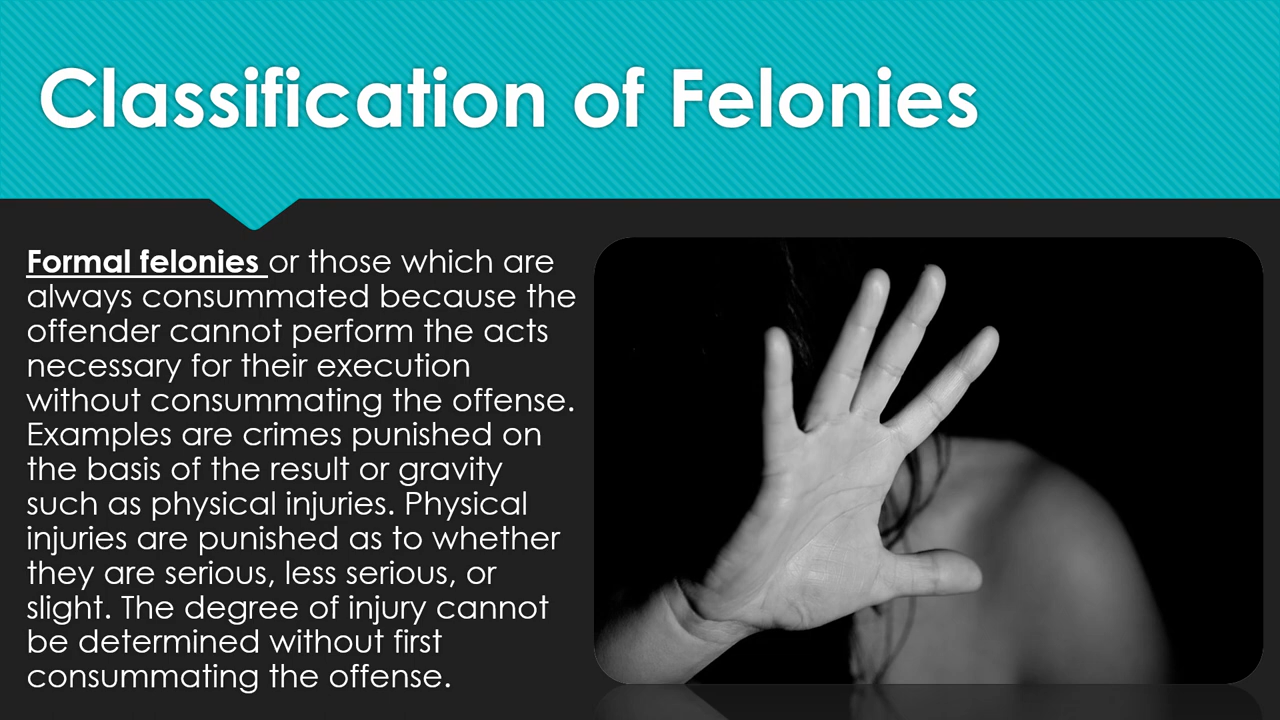 Classification of Felonies
Formal felonies or those which are
always consummated because the
offender cannot perform the acts
necessary for their execution
without consummating the offense.
Examples are crimes punished on
the basis of the result or gravity
such as physical injuries. Physical
injuries are punished as to whether
they are serious, less serious, or
slight. The degree of injury cannot
be determined without first
consummating the offense.